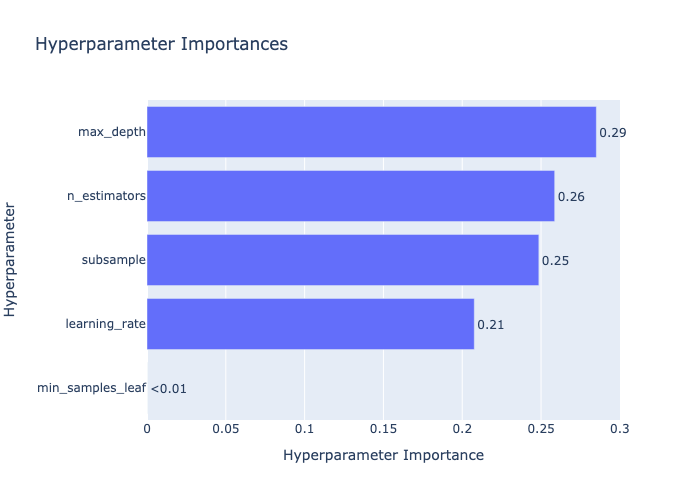 Hyperparameter Importances
Hyperparameter
max_depth
0.29
n_estimators
0.26
subsample
0.25
learning_rate
0.21
min_samples_leaf
<0.01
0
0.05
0.1
0.15
0.2
0.25
0.3
Hyperparameter Importance